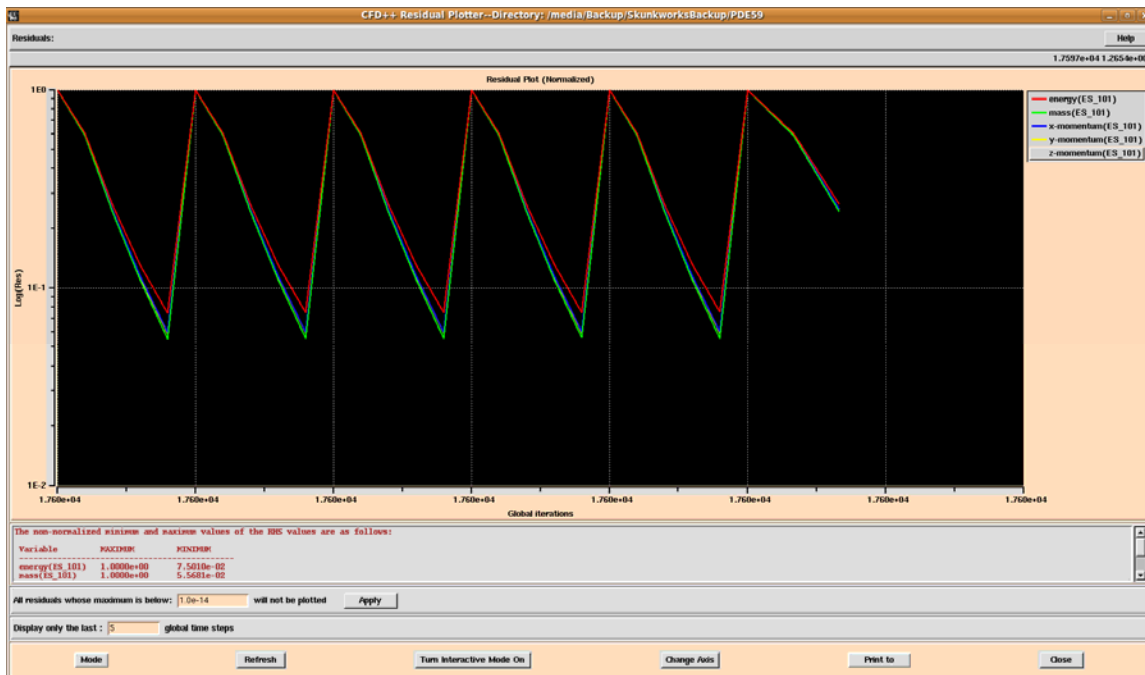 CFD++ Residual Plotter--Directory: /media/Backup/SkunkworksBackup/PDE59
Residuals:
Help
1.7597e+04 1.2654e+00
Residual Plot (Normalized)
1E0
1E-1
1E-2
Log(Res)
energy(ES_101)
mass(ES_101)
x-momentum(ES_101)
y-momentum(ES_101)
z-momentum(ES_101)
1.760e+04 1.760e+04 1.760e+04 1.760e+04 1.760e+04 1.760e+04 1.760e+04 1.760e+04
Global iterations
The non-normalized minimum and maximum values of the RHS values are as follows:
Variable MAXIMUM MINIMUM
energy(ES_101) 1.0000e+00 7.5010e-02
mass(ES_101) 1.0000e+00 5.5681e-02
All residuals whose maximum is below: 1.0e-14 will not be plotted Apply
Display only the last : 5 global time steps
Mode Refresh Turn Interactive Mode On Change Axis Print to Close